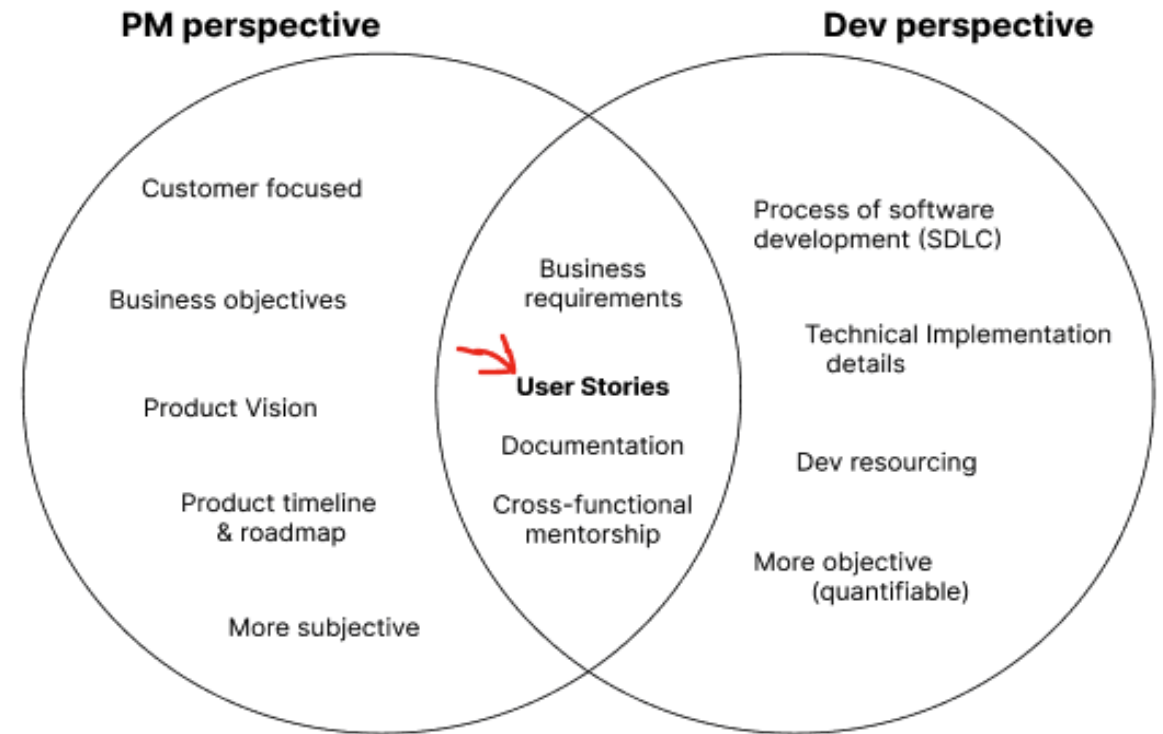 PM perspective
Dev perspective
Customer focused
Business objectives
Product Vision
Product timeline
& roadmap
More subjective
Business
requirements
User Stories
Documentation
Cross-functional
mentorship
Process of software
development (SDLC)
Technical Implementation
details
Dev resourcing
More objective
(quantifiable)